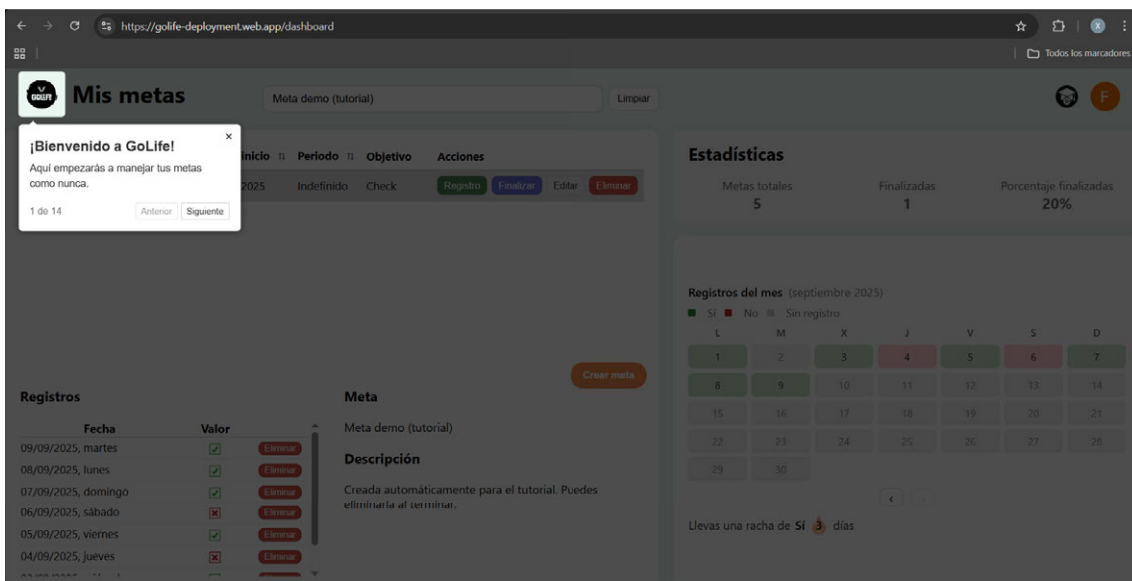 https://golife-deployment.web.app/dashboard
X
Todos los marcadores
GOLIFE
Mis metas
Meta demo (tutorial)
Limpiar
F
¡Bienvenido a GoLife!
×
Aquí empezarás a manejar tus metas
como nunca.
1 de 14
Anterior
Siguiente
Inicio
Periodo
Objetivo
Acciones
2025
Indefinido
Check
Registro
Finalizar
Editar
Eliminar
Crear meta
Estadísticas
Metas totales
Finalizadas
Porcentaje finalizadas
5
1
20%
Registros del mes (septiembre 2025)
Sí No Sin registro
L M X J V S D
1 2 3 4 5 6 7
8 9 10 11 12 13 14
15 16 17 18 19 20 21
22 23 24 25 26 27 28
29 30
Llevas una racha de Sí 3 días
Registros
Fecha Valor
09/09/2025, martes Eliminar
08/09/2025, lunes Eliminar
07/09/2025, domingo Eliminar
06/09/2025, sábado Eliminar
05/09/2025, viernes Eliminar
04/09/2025, jueves Eliminar
Meta
Meta demo (tutorial)
Descripción
Creada automáticamente para el tutorial. Puedes
eliminarla al terminar.